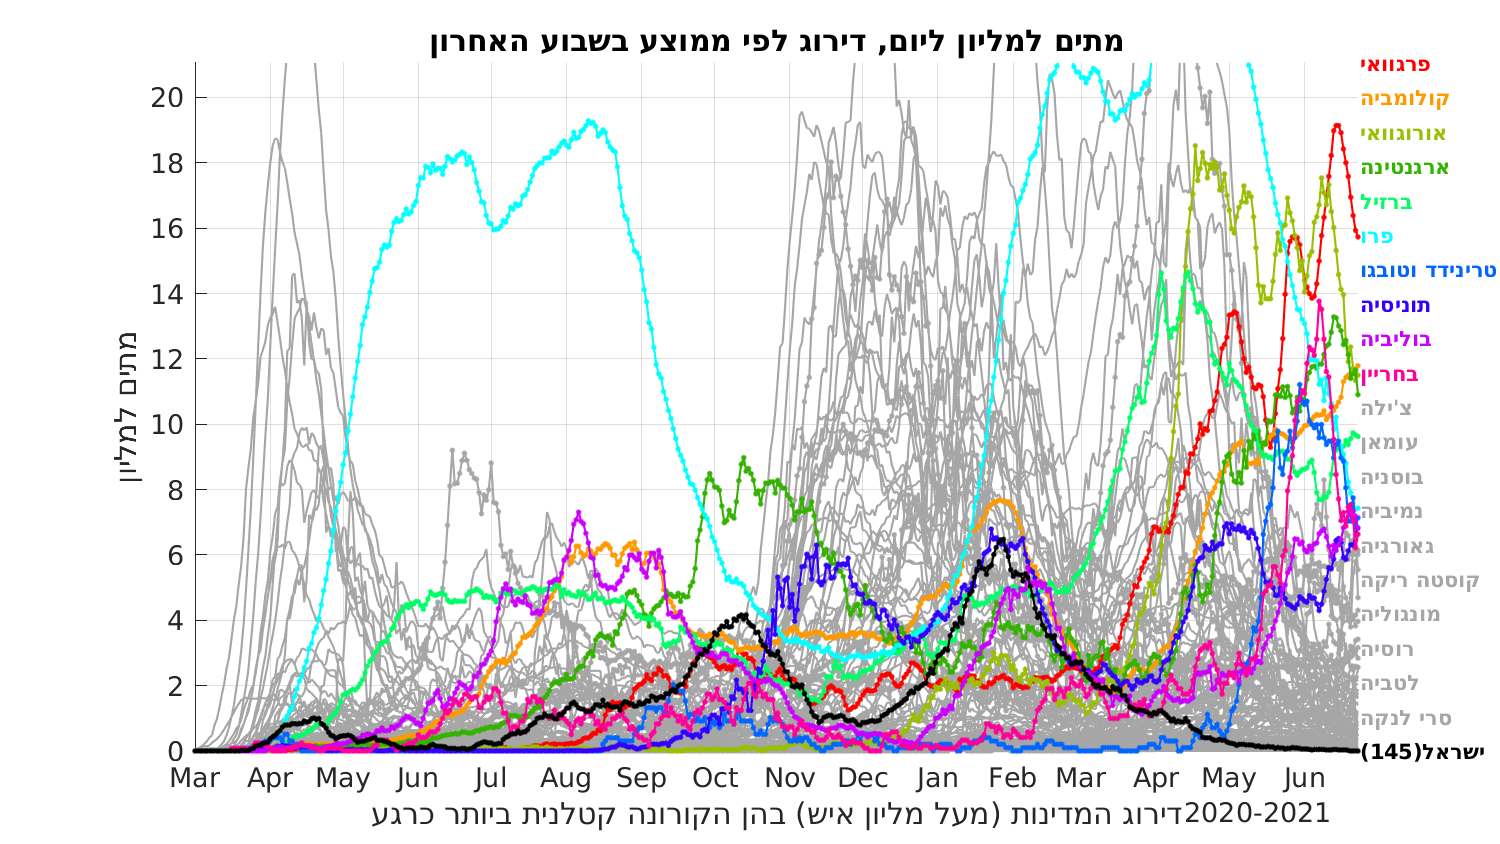 מתים למליון ליום, דירוג לפי ממוצע בשבוע האחרון
מתים למליון
20
18
16
14
12
10
8
6
4
2
0
Mar Apr May Jun Jul Aug Sep Oct Nov Dec Jan Feb Mar Apr May Jun
דירוג המדינות (מעל מליון איש) בהן הקורונה קטלנית ביותר כרגע2020-2021
פרגוואי
קולומביה
אורוגוואי
ארגנטינה
ברזיל
פרו
טרינידד וטובגו
תוניסיה
בוליביה
בחריין
צ'ילה
עומאן
בוסניה
נמיביה
גאורגיה
קוסטה ריקה
מונגוליה
רוסיה
לטביה
סרי לנקה
ישראל(145)